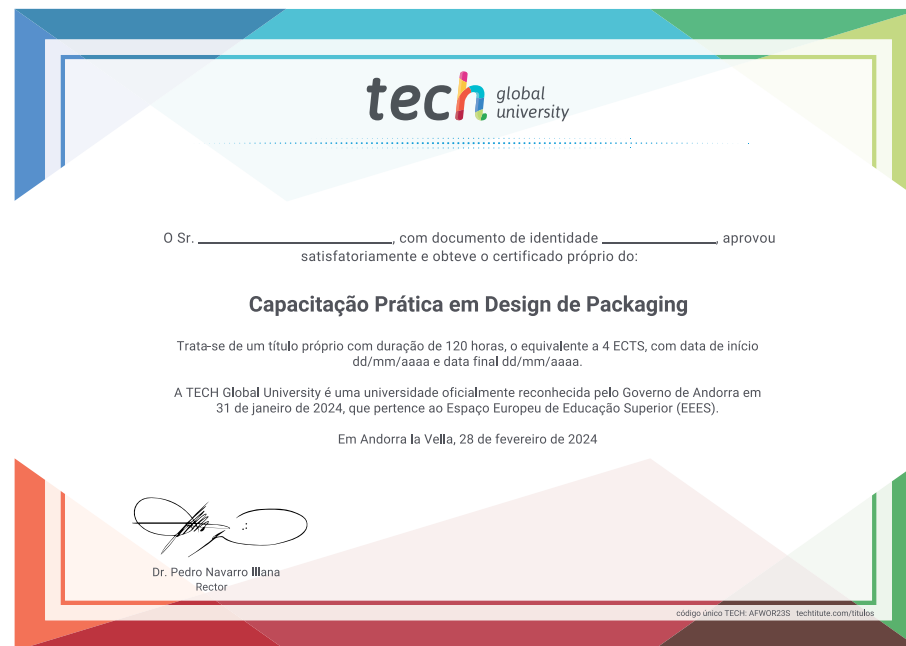 tech global university
O Sr. ________________, com documento de identidade ________________, aprovou
satisfatoriamente e obteve o certificado próprio do:
Capacitação Prática em Design de Packaging
Trata-se de um título próprio com duração de 120 horas, o equivalente a 4 ECTS, com data de início
dd/mm/aaaa e data final dd/mm/aaaa.
A TECH Global University é uma universidade oficialmente reconhecida pelo Governo de Andorra em
31 de janeiro de 2024, que pertence ao Espaço Europeu de Educação Superior (EEES).
Em Andorra la Vella, 28 de fevereiro de 2024
Dr. Pedro Navarro Illana
Rector
código único TECH: AFWOR23S techtitute.com/títulos